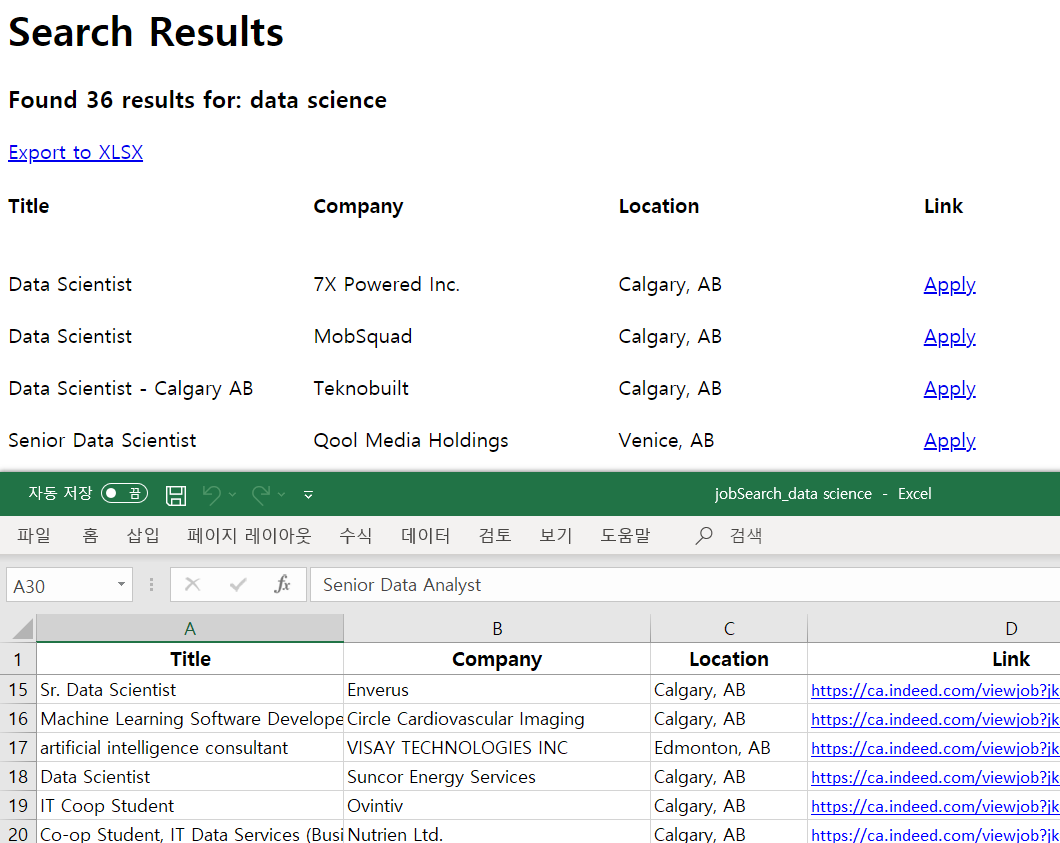 Search Results
Found 36 results for: data science
Export to XLSX
Title Company Location Link
Data Scientist 7X Powered Inc. Calgary, AB Apply
Data Scientist MobSquad Calgary, AB Apply
Data Scientist - Calgary AB Teknobuilt Calgary, AB Apply
Senior Data Scientist Qool Media Holdings Venice, AB Apply
자동 저장 끔 jobSearch_data science - Excel
파일 홈 삽입 페이지 레이아웃 수식 데이터 검토 보기 도움말 검색
A30 fx Senior Data Analyst
A B C D
1 Title Company Location Link
15 Sr. Data Scientist Enverus Calgary, AB https://ca.indeed.com/viewjob?jk
16 Machine Learning Software Develope Circle Cardiovascular Imaging Calgary, AB https://ca.indeed.com/viewjob?jk
17 artificial intelligence consultant VISAY TECHNOLOGIES INC Edmonton, AB https://ca.indeed.com/viewjob?jk
18 Data Scientist Suncor Energy Services Calgary, AB https://ca.indeed.com/viewjob?jk
19 IT Coop Student Ovintiv Calgary, AB https://ca.indeed.com/viewjob?jk
20 Co-op Student, IT Data Services (Busi Nutrien Ltd. Calgary, AB https://ca.indeed.com/viewjob?jk